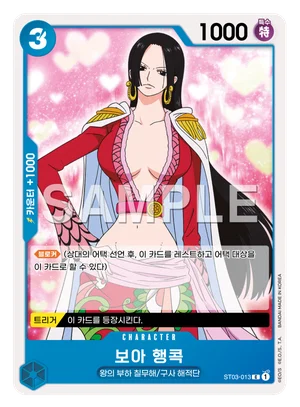 3
1000
특수
특
카운터 +1000
SAMPLE
블로커 (상대의 어택 선언 후, 이 카드를 레스트하고 어택 대상을
이 카드로 할 수 있다)
트리거 이 카드를 등장시킨다.
CHARACTER
보아 행콕
왕의 부하 칠무해/구사 해적단
ST03-013 C 1